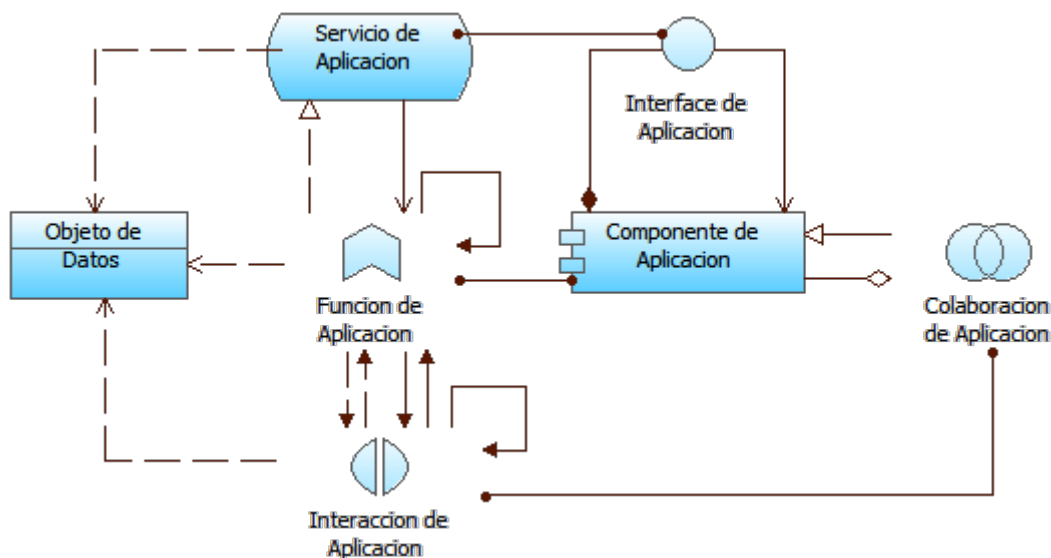 Servicio de
Aplicacion
Interface de
Aplicacion
Objeto de
Datos
Componente de
Aplicacion
Funcion de
Aplicacion
Colaboracion
de Aplicacion
Interaccion de
Aplicacion